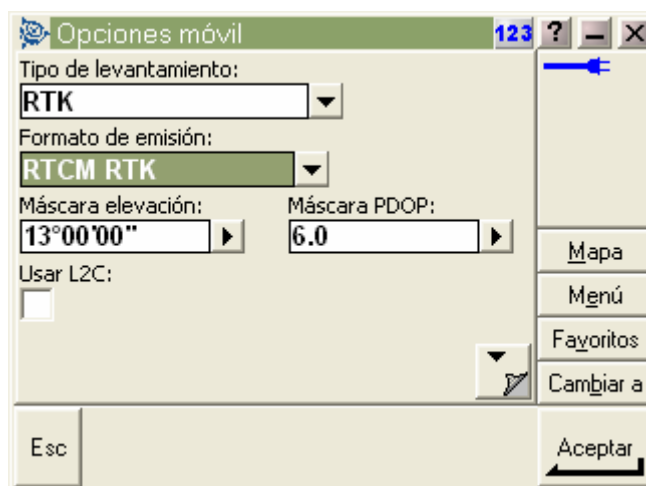 Opciones móvil 123 ?
Tipo de levantamiento:
RTK
Formato de emisión:
RTCM RTK
Máscara elevación: Máscara PDOP:
13°00'00" 6.0
Usar L2C:
Mapa
Menú
Favoritos
Cambiar a
Esc
Aceptar